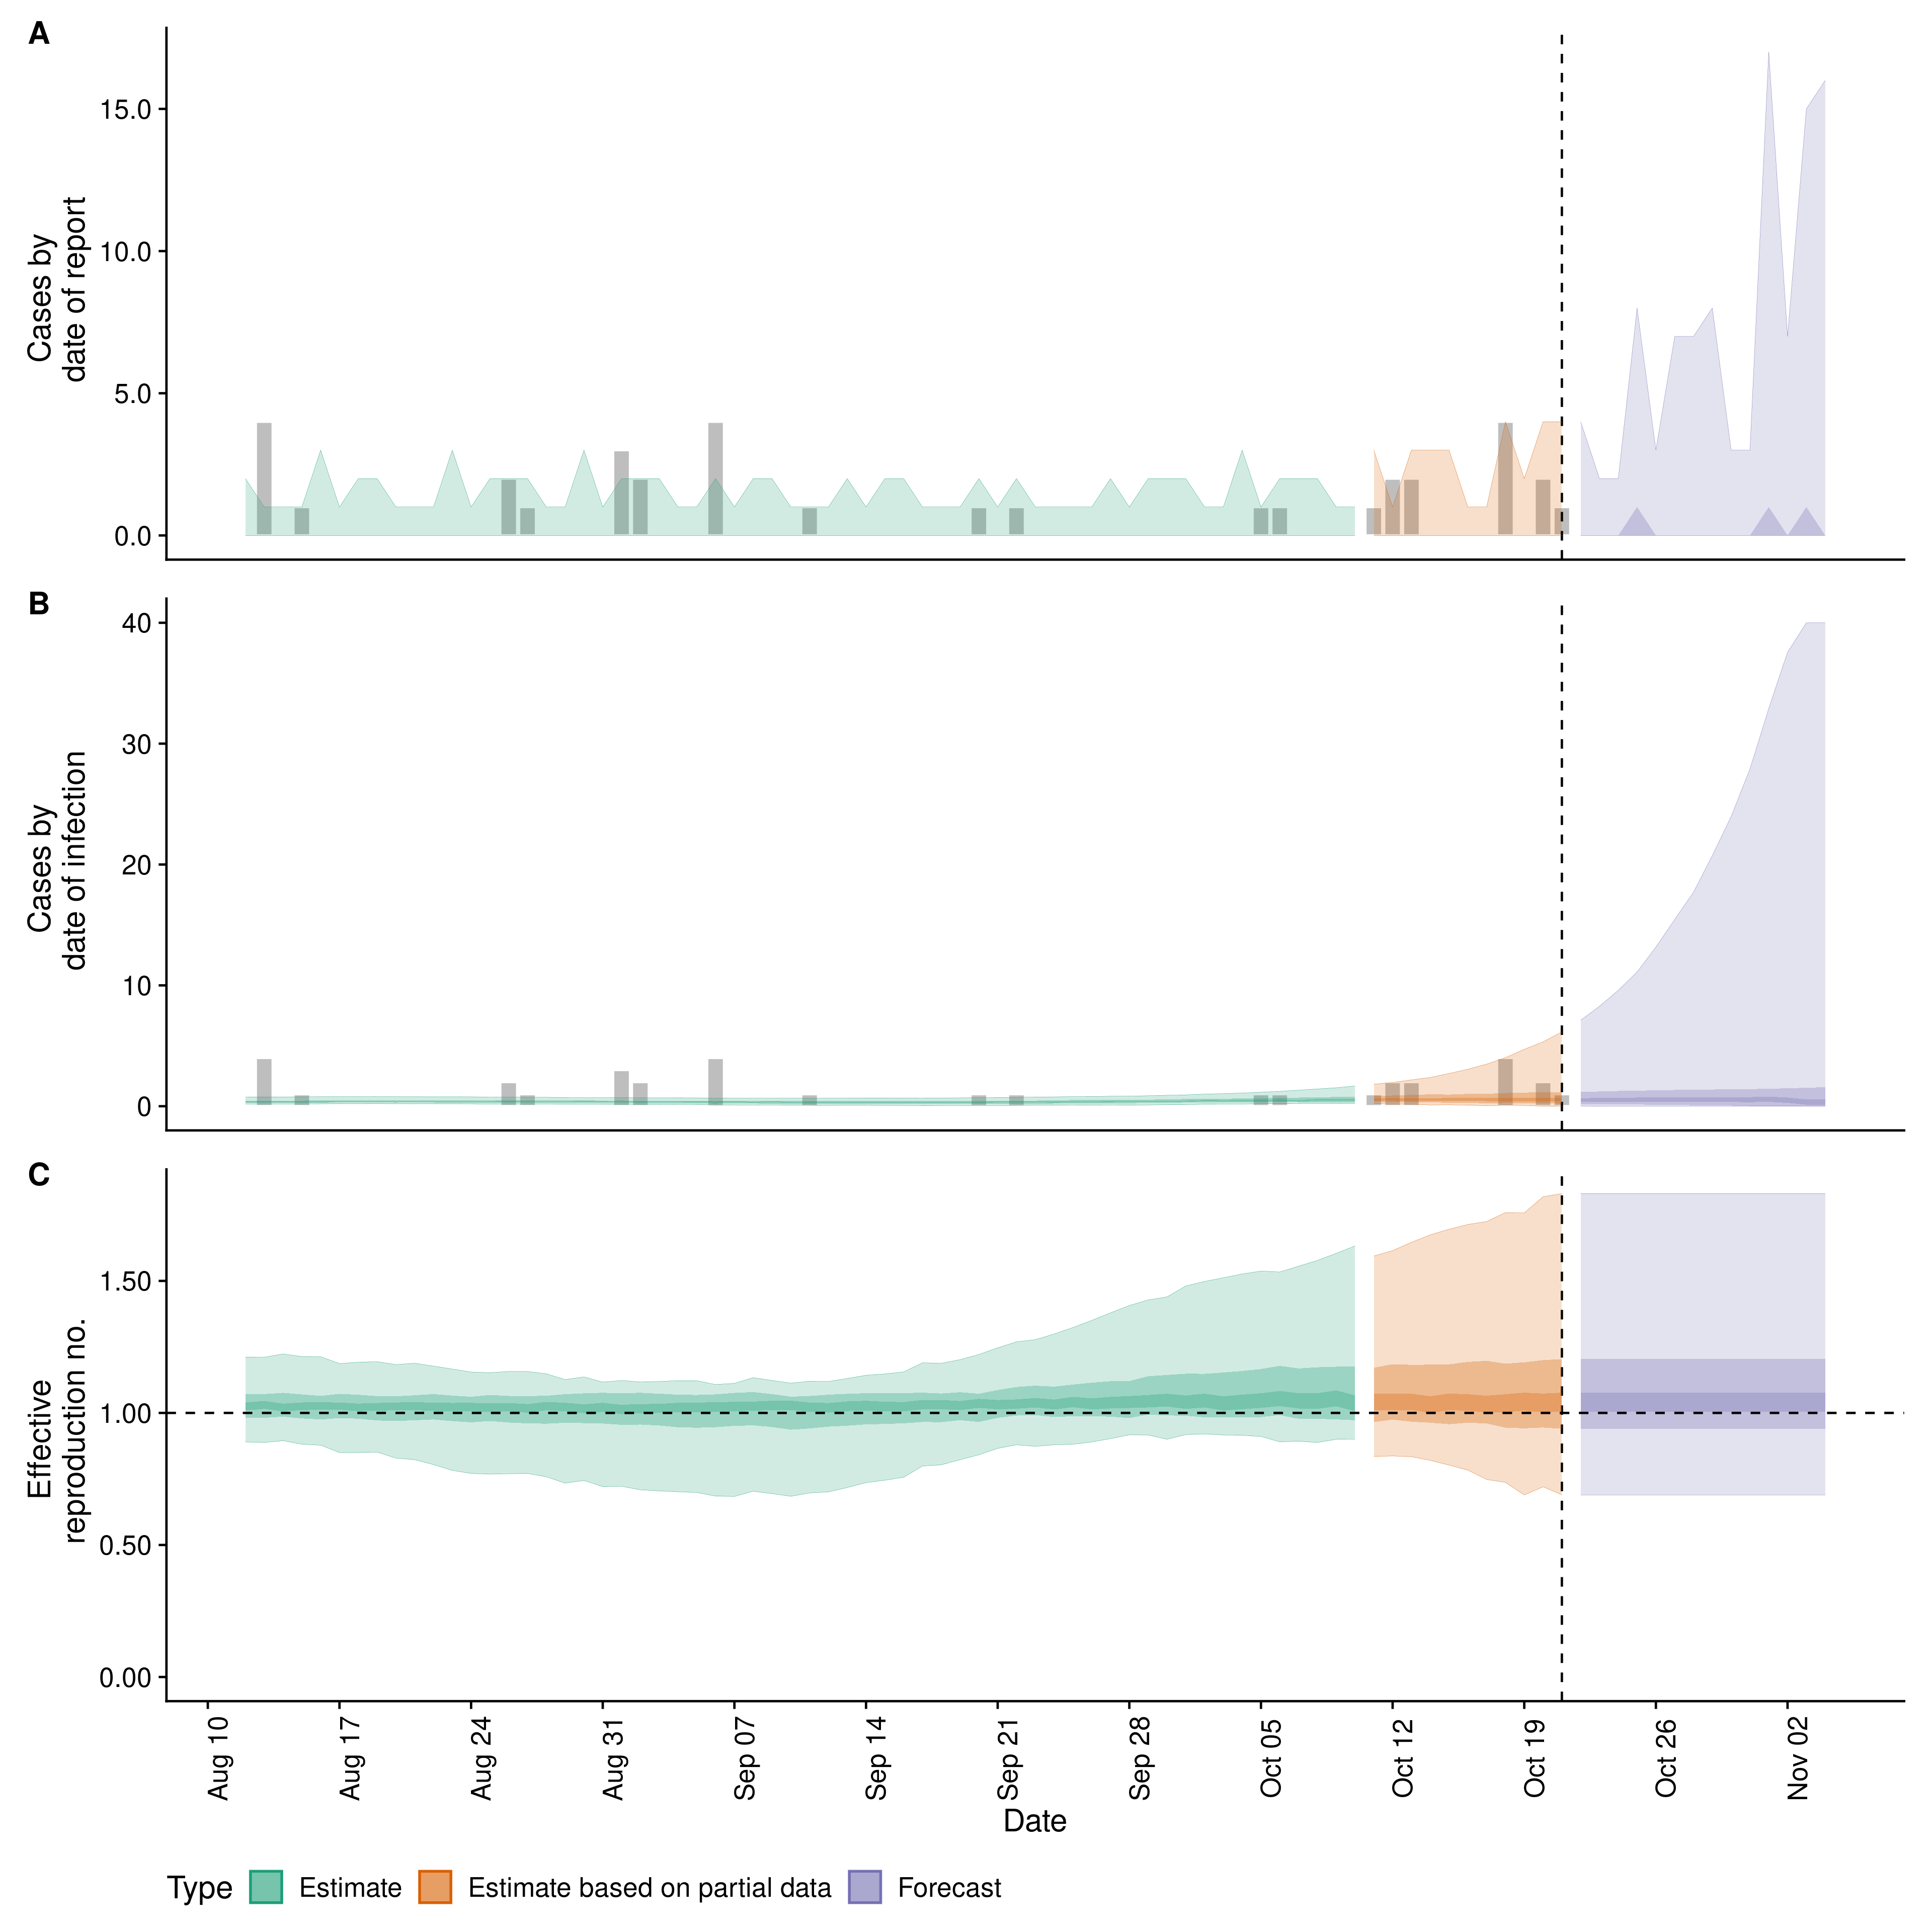 A
Cases by
date of report
15.0
10.0
5.0
0.0
B
Cases by
date of infection
40
30
20
10
0
C
Effective
reproduction no.
1.50
1.00
0.50
0.00
Aug 10
Aug 17
Aug 24
Aug 31
Sep 07
Sep 14
Sep 21
Sep 28
Oct 05
Oct 12
Oct 19
Oct 26
Nov 02
Date
Type Estimate Estimate based on partial data Forecast